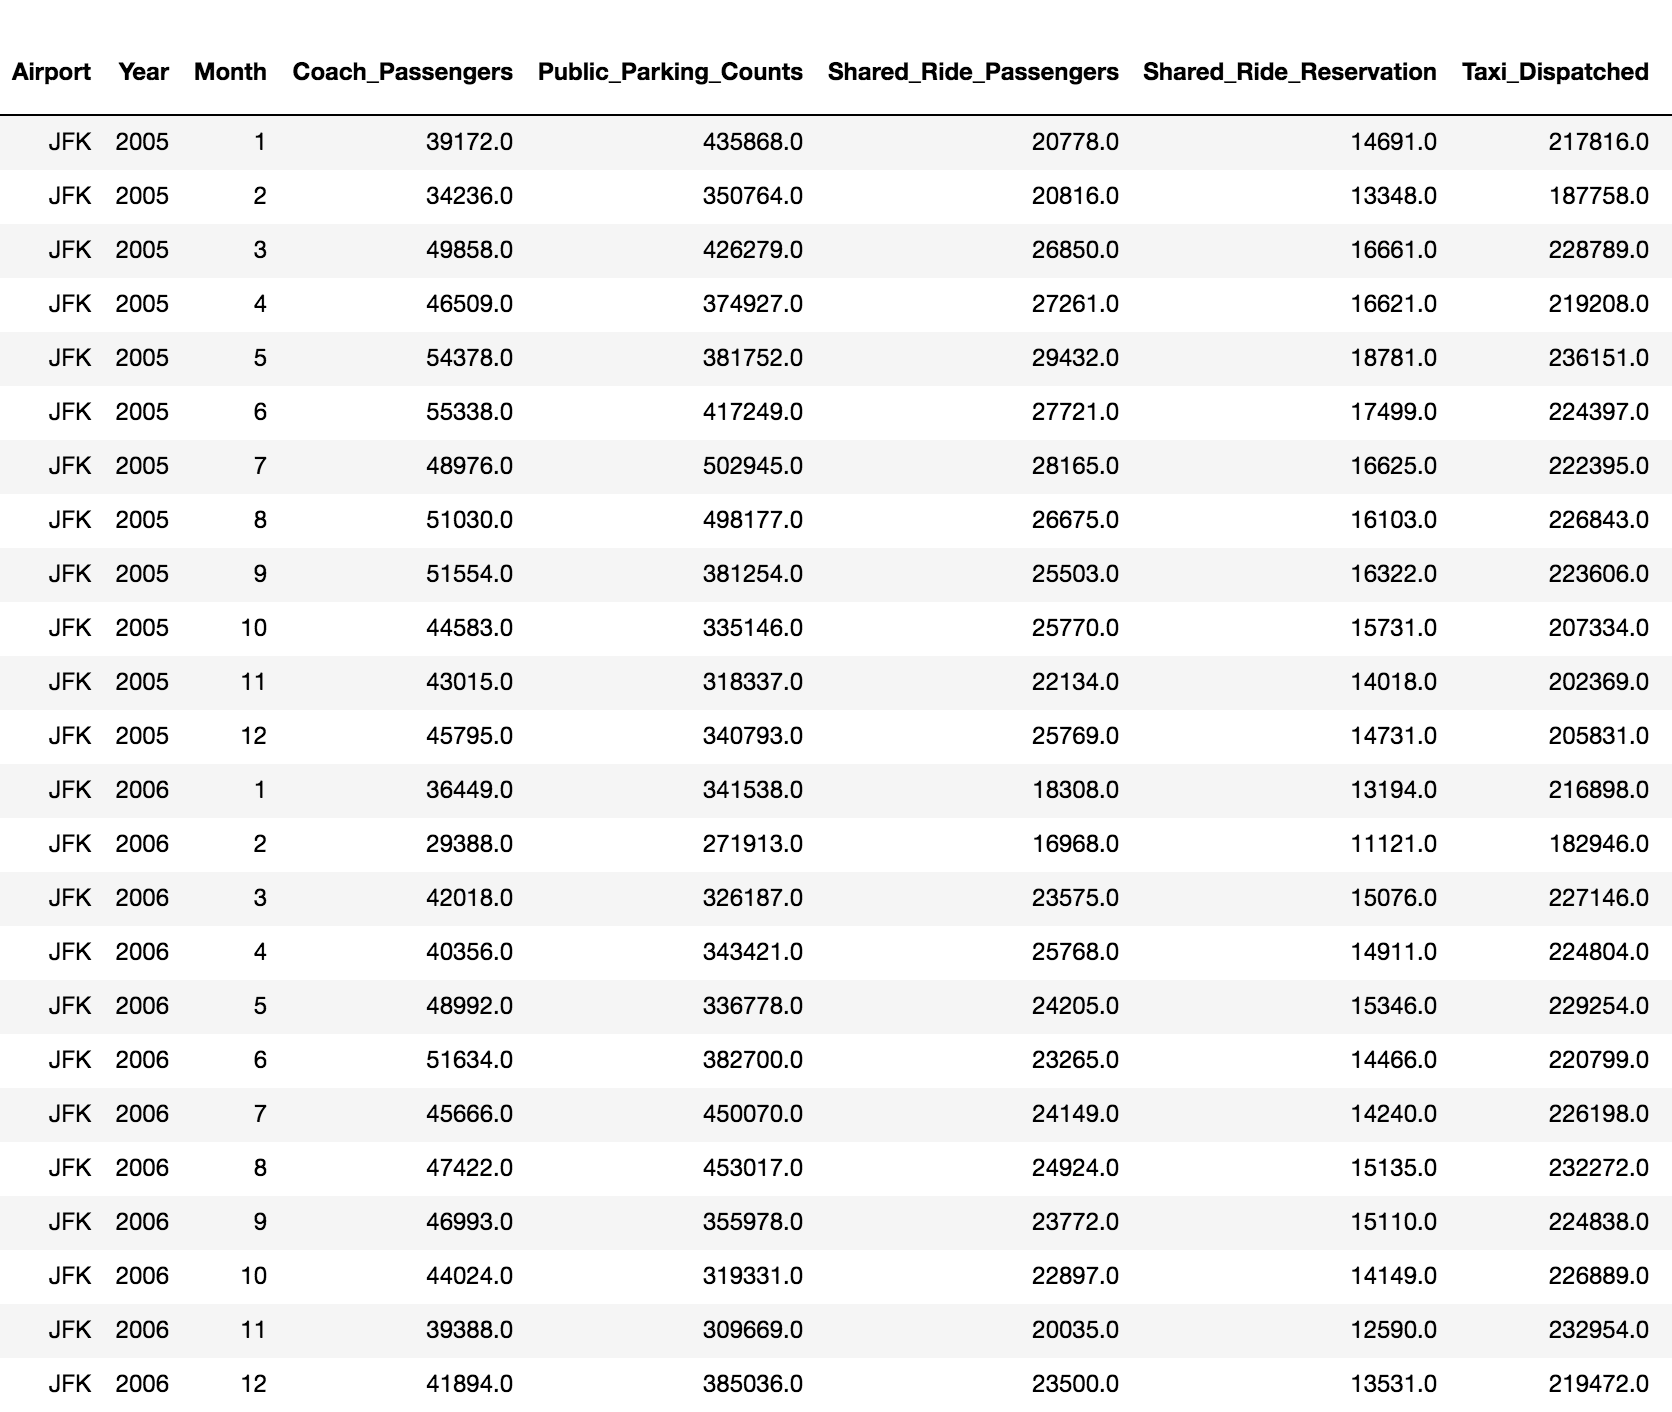 Airport Year Month Coach_Passengers Public_Parking_Counts Shared_Ride_Passengers Shared_Ride_Reservation Taxi_Dispatched
JFK 2005 1 39172.0 435868.0 20778.0 14691.0 217816.0
JFK 2005 2 34236.0 350764.0 20816.0 13348.0 187758.0
JFK 2005 3 49858.0 426279.0 26850.0 16661.0 228789.0
JFK 2005 4 46509.0 374927.0 27261.0 16621.0 219208.0
JFK 2005 5 54378.0 381752.0 29432.0 18781.0 236151.0
JFK 2005 6 55338.0 417249.0 27721.0 17499.0 224397.0
JFK 2005 7 48976.0 502945.0 28165.0 16625.0 222395.0
JFK 2005 8 51030.0 498177.0 26675.0 16103.0 226843.0
JFK 2005 9 51554.0 381254.0 25503.0 16322.0 223606.0
JFK 2005 10 44583.0 335146.0 25770.0 15731.0 207334.0
JFK 2005 11 43015.0 318337.0 22134.0 14018.0 202369.0
JFK 2005 12 45795.0 340793.0 25769.0 14731.0 205831.0
JFK 2006 1 36449.0 341538.0 18308.0 13194.0 216898.0
JFK 2006 2 29388.0 271913.0 16968.0 11121.0 182946.0
JFK 2006 3 42018.0 326187.0 23575.0 15076.0 227146.0
JFK 2006 4 40356.0 343421.0 25768.0 14911.0 224804.0
JFK 2006 5 48992.0 336778.0 24205.0 15346.0 229254.0
JFK 2006 6 51634.0 382700.0 23265.0 14466.0 220799.0
JFK 2006 7 45666.0 450070.0 24149.0 14240.0 226198.0
JFK 2006 8 47422.0 453017.0 24924.0 15135.0 232272.0
JFK 2006 9 46993.0 355978.0 23772.0 15110.0 224838.0
JFK 2006 10 44024.0 319331.0 22897.0 14149.0 226889.0
JFK 2006 11 39388.0 309669.0 20035.0 12590.0 232954.0
JFK 2006 12 41894.0 385036.0 23500.0 13531.0 219472.0